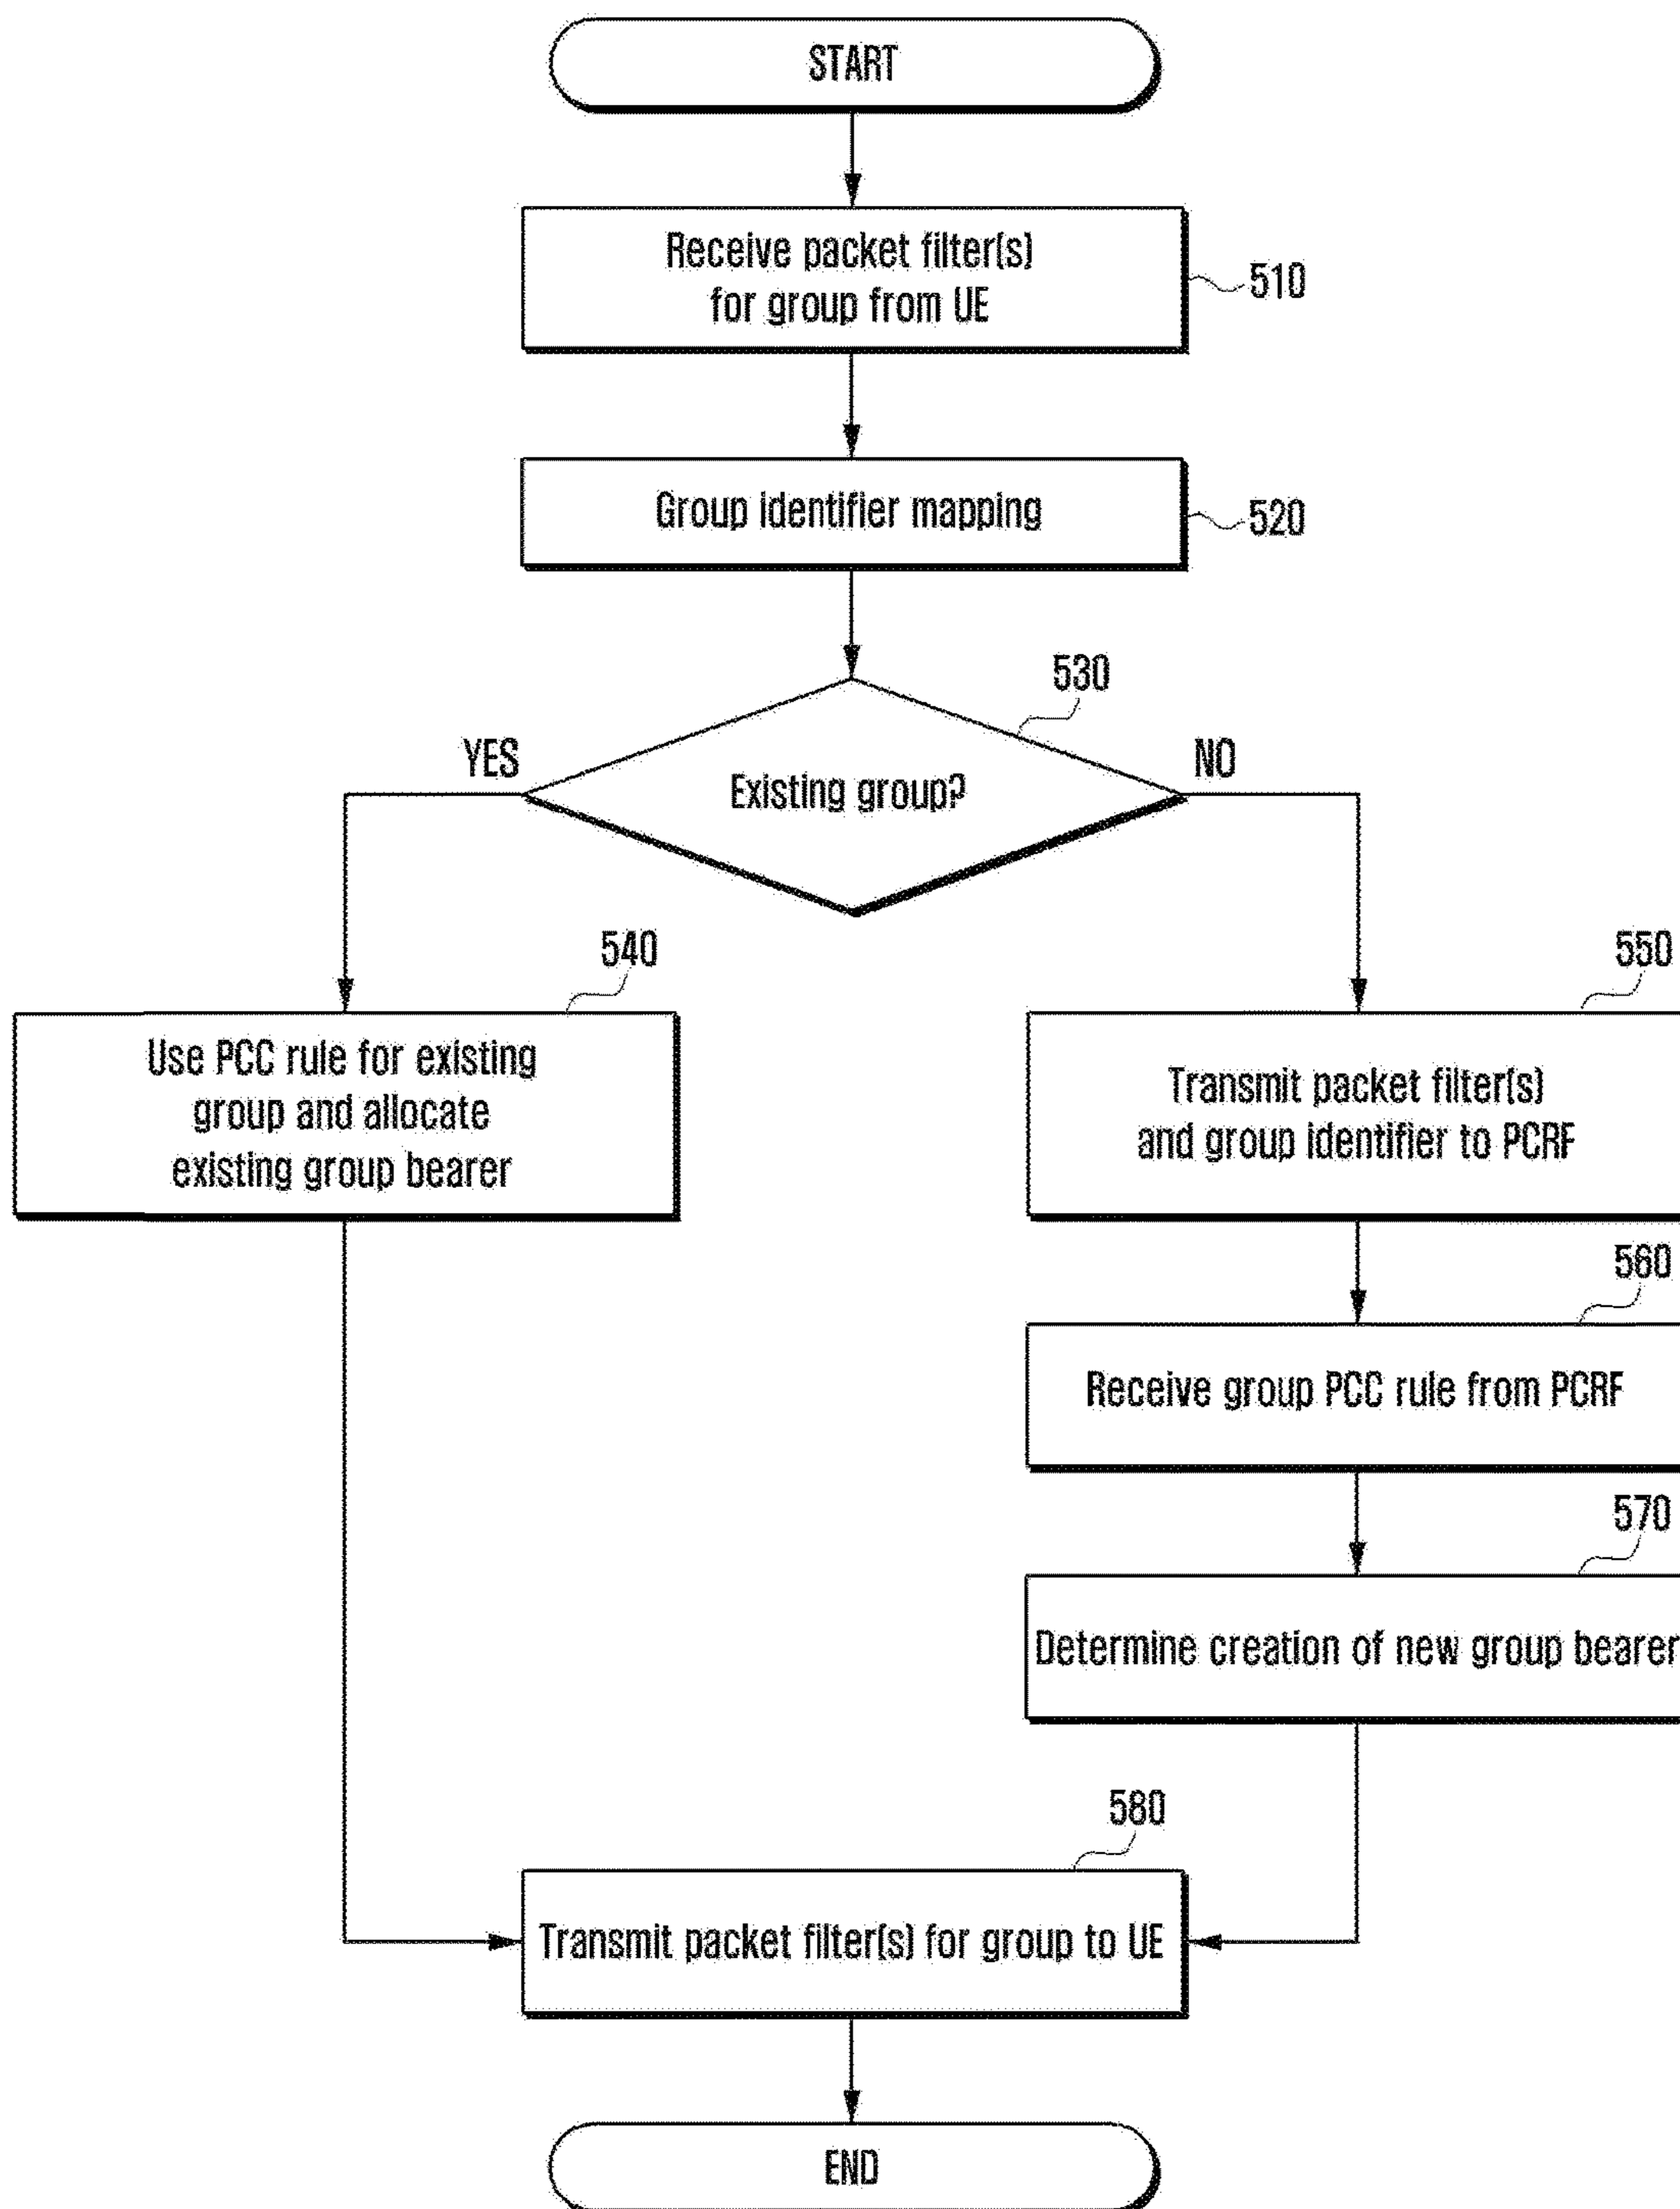 START
Receive packet filter(s)
for group from UE
510
Group identifier mapping
520
530
YES
NO
Existing group?
540
550
Use PCC rule for existing
group and allocate
existing group bearer
Transmit packet filter(s)
and group identifier to PCRF
560
Receive group PCC rule from PCRF
570
Determine creation of new group bearer
580
Transmit packet filter(s) for group to UE
END